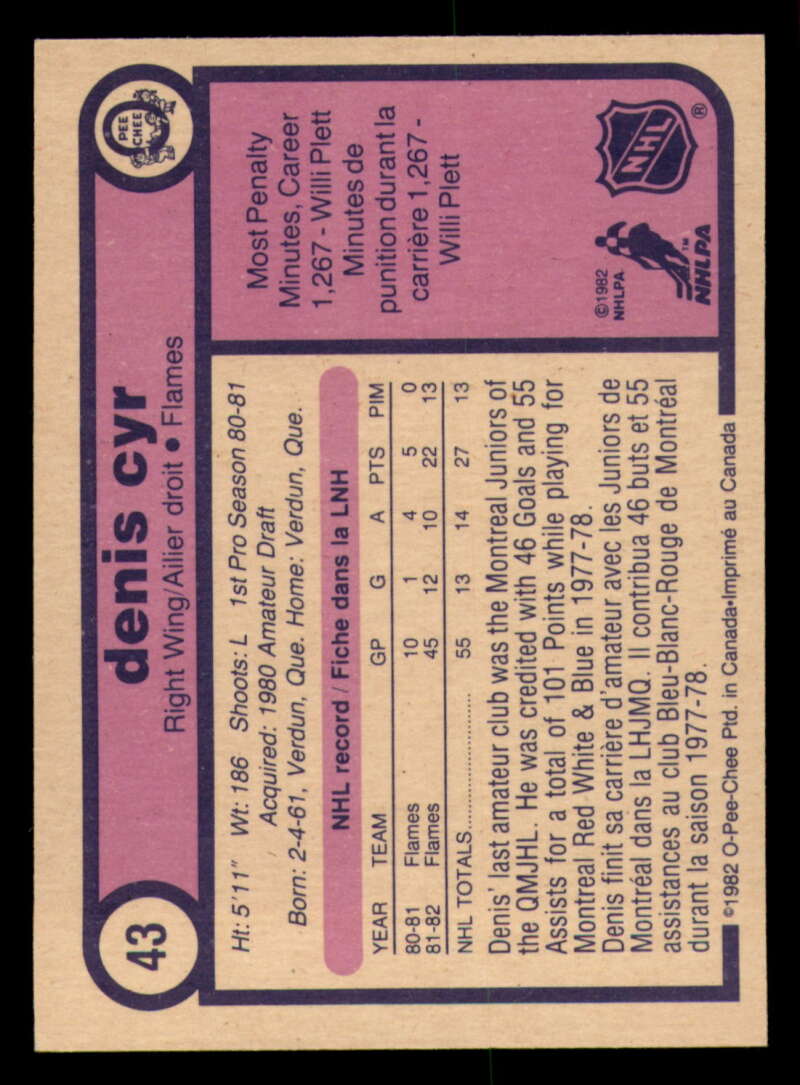 43
denis cyr
Right Wing/Ailier droit • Flames
O
PEE
CHEE
Ht: 5'11" Wt: 186 Shoots: L 1st Pro Season 80-81
Acquired: 1980 Amateur Draft
Born: 2-4-61, Verdun, Que. Home: Verdun, Que.
NHL record / Fiche dans la LNH
YEAR TEAM GP G A PTS PIM
80-81 Flames 10 1 4 5 0
81-82 Flames 45 12 10 22 13
NHL TOTALS.................... 55 13 14 27 13
Denis' last amateur club was the Montreal Juniors of
the QMJHL. He was credited with 46 Goals and 55
Assists for a total of 101 Points while playing for
Montreal Red White & Blue in 1977-78.
Denis finit sa carrière d'amateur avec les Juniors de
Montréal dans la LHJMQ. Il contribua 46 buts et 55
assistances au club Bleu-Blanc-Rouge de Montréal
durant la saison 1977-78.
©1982 O-Pee-Chee Ptd. in Canada•Imprimé au Canada
Most Penalty
Minutes, Career
1,267 - Willi Plett
Minutes de
punition durant la
carrière 1,267 -
Willi Plett
©1982
NHLPA
NHLPA™
NHL®